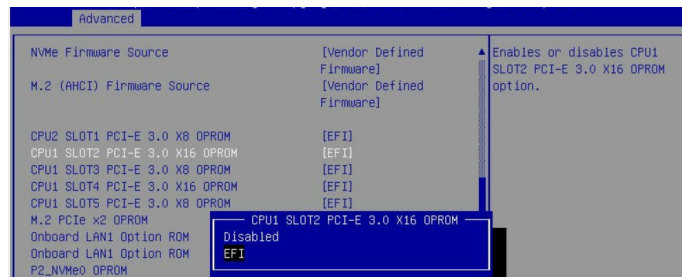 Advanced
NVMe Firmware Source [Vendor Defined Firmware]
M.2 (AHCI) Firmware Source [Vendor Defined Firmware]
CPU2 SLOT1 PCI-E 3.0 X8 OPROM [EFI]
CPU1 SLOT2 PCI-E 3.0 X16 OPROM [EFI]
CPU1 SLOT3 PCI-E 3.0 X8 OPROM [EFI]
CPU1 SLOT4 PCI-E 3.0 X16 OPROM [EFI]
CPU1 SLOT5 PCI-E 3.0 X8 OPROM [EFI]
M.2 PCIe x2 OPROM
Onboard LAN1 Option ROM
Onboard LAN1 Option ROM
P2_NVMe0 OPROM
CPU1 SLOT2 PCI-E 3.0 X16 OPROM
Disabled
EFI
Enables or disables CPU1
SLOT2 PCI-E 3.0 X16 OPROM
option.